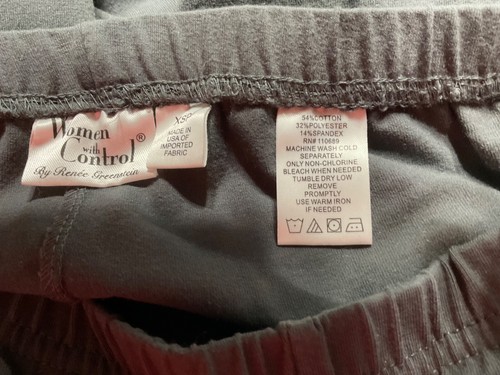 Women
with
Control®
By Renée Greenstein
XSP
MADE IN
USA OF
IMPORTED
FABRIC
54%COTTON
32%POLYESTER
14%SPANDEX
RN# 110689
MACHINE WASH COLD
SEPARATELY
ONLY NON-CHLORINE
BLEACH WHEN NEEDED
TUMBLE DRY LOW
REMOVE
PROMPTLY
USE WARM IRON
IF NEEDED